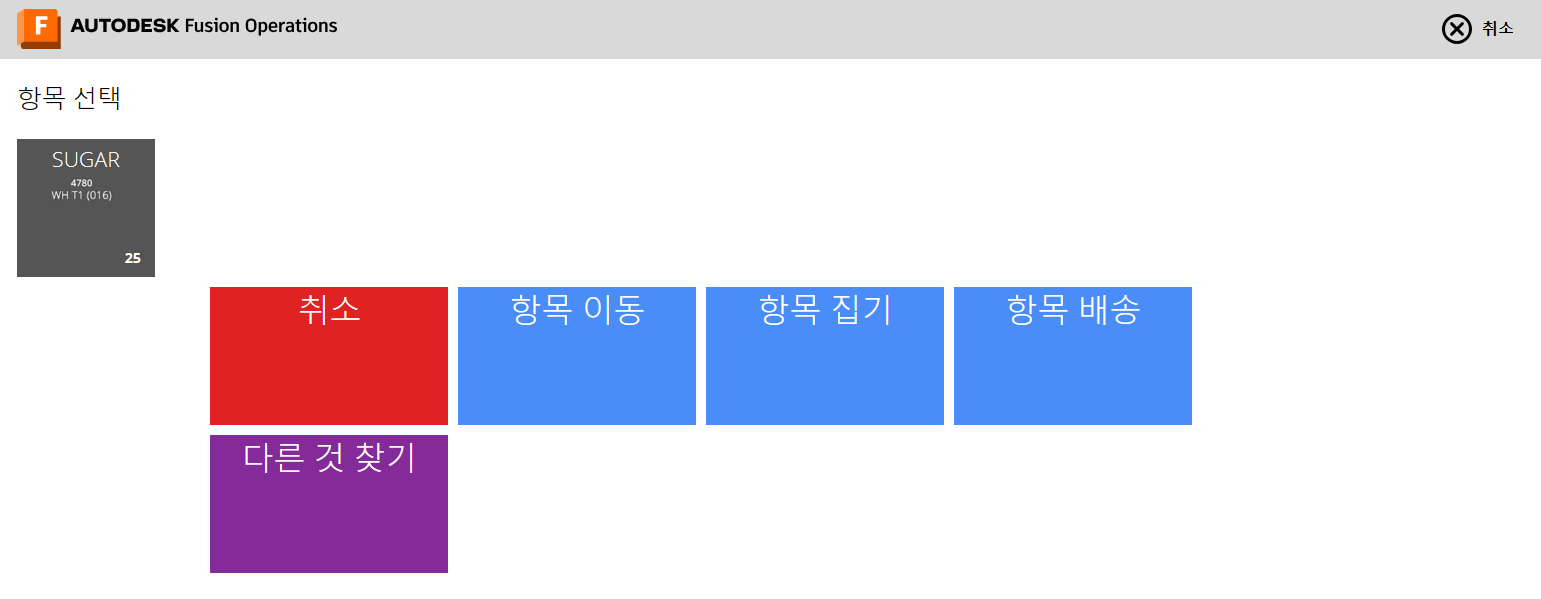 F AUTODESK Fusion Operations
취소
항목 선택
SUGAR
4780
WH T1 (016)
25
취소
항목 이동
항목 집기
항목 배송
다른 것 찾기